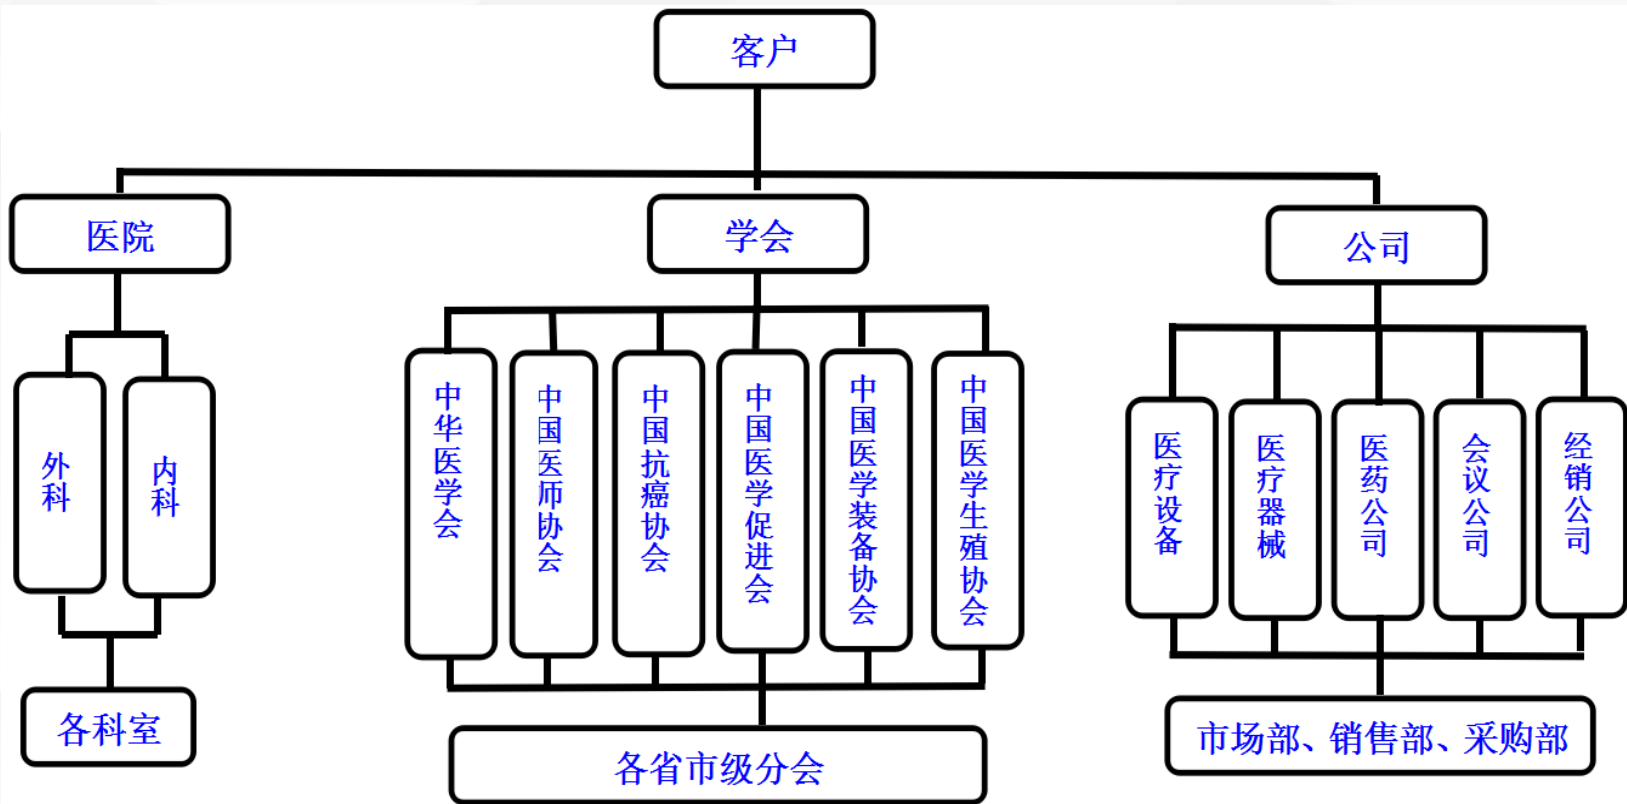 客户
医院
学会
公司
外科
内科
中华医学会
中国医师协会
中国抗癌协会
中国医学促进会
中国医学装备协会
中国医学生殖协会
医疗设备
医疗器械
医药公司
会议公司
经销公司
各科室
各省市级分会
市场部、销售部、采购部